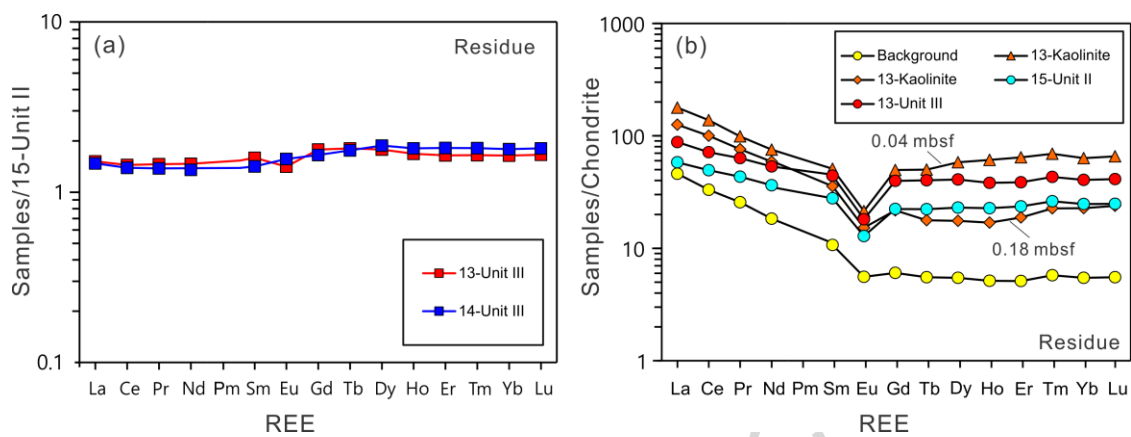 (a)
Residue
10
1
0.1
Samples/15-Unit II
13-Unit III
14-Unit III
La Ce Pr Nd Pm Sm Eu Gd Tb Dy Ho Er Tm Yb Lu
REE
(b)
Background
13-Kaolinite
13-Kaolinite
15-Unit II
13-Unit III
1000
100
10
1
Samples/Chondrite
0.04 mbsf
0.18 mbsf
Residue
La Ce Pr Nd Pm Sm Eu Gd Tb Dy Ho Er Tm Yb Lu
REE